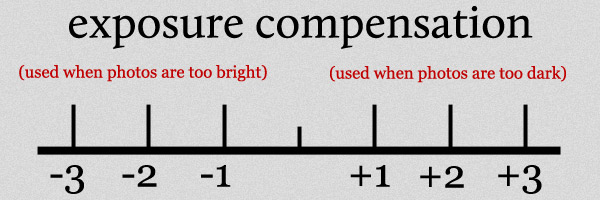 exposure compensation
(used when photos are too bright) (used when photos are too dark)
-3 -2 -1 +1 +2 +3